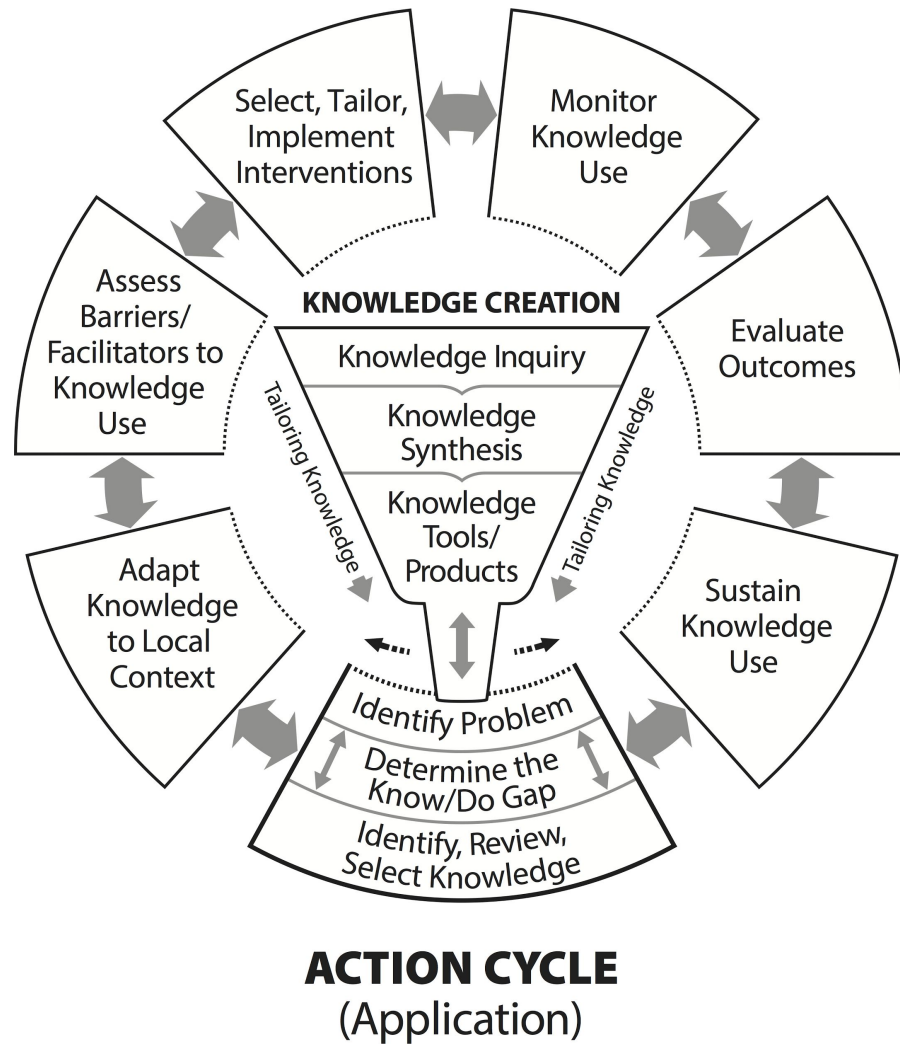 Select, Tailor,
Implement
Interventions
Monitor
Knowledge
Use
Assess
Barriers/
Facilitators to
Knowledge
Use
KNOWLEDGE CREATION
Knowledge Inquiry
Knowledge
Synthesis
Knowledge
Tools/
Products
Tailoring Knowledge
Tailoring Knowledge
Evaluate
Outcomes
Adapt
Knowledge
to Local
Context
Sustain
Knowledge
Use
Identify Problem
Determine the
Know/Do Gap
Identify, Review,
Select Knowledge
ACTION CYCLE
(Application)